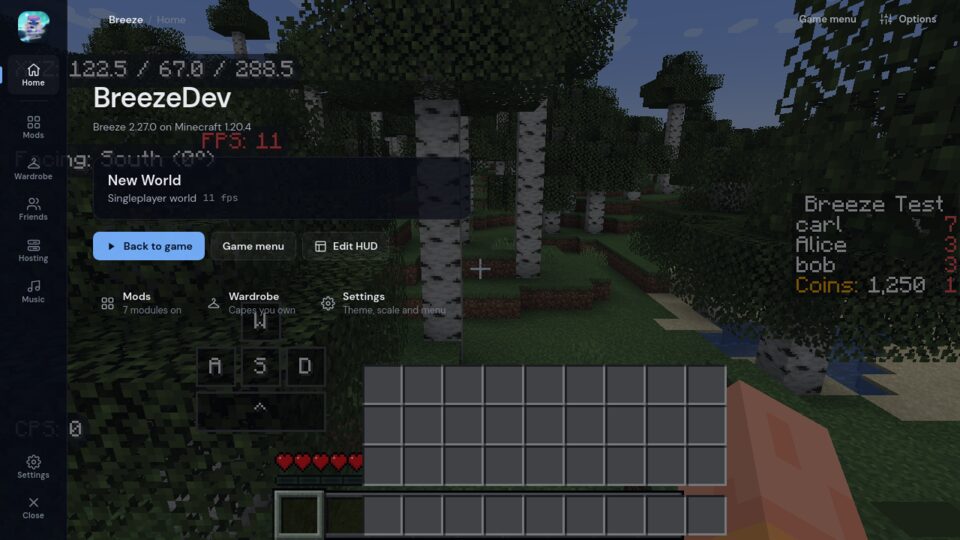 Breeze / Home
Game menu
Options
XYZ: 122.5 / 67.0 / 288.5
Home
BreezeDev
Breeze 2.27.0 on Minecraft 1.20.4
Mods
FPS: 11
Facing: South (0°)
Wardrobe
New World
Singleplayer world 11 fps
Friends
Breeze Test
carl 7
Alice 3
bob 3
Coins: 1,250 1
Back to game
Game menu
Edit HUD
Hosting
Music
Mods
7 modules on
Wardrobe
Capes you own
Settings
Theme, scale and menu
W
A S D
^
CPS: 0
Settings
Close